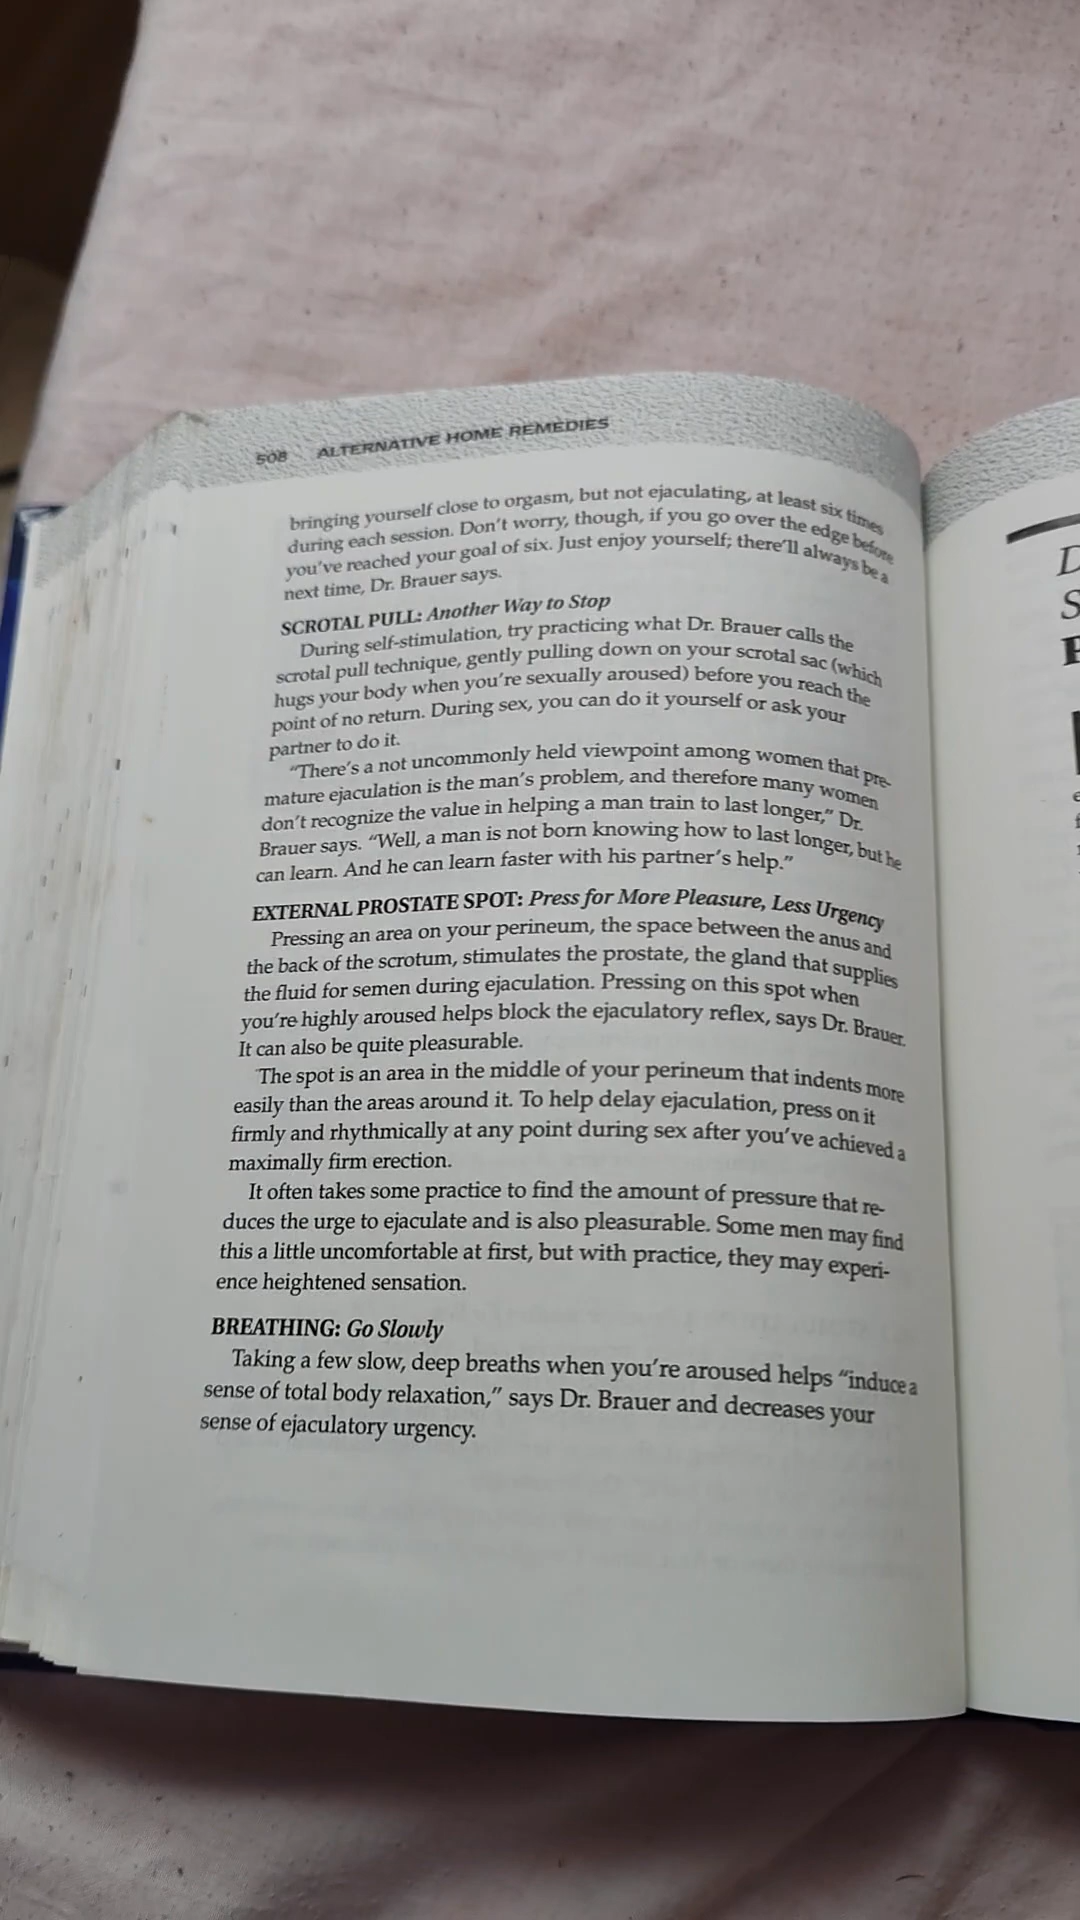 508 ALTERNATIVE HOME REMEDIES
bringing yourself close to orgasm, but not ejaculating, at least six times
during each session. Don't worry, though, if you go over the edge before
you've reached your goal of six. Just enjoy yourself; there'll always be a
next time, Dr. Brauer says.
SCROTAL PULL: Another Way to Stop
During self-stimulation, try practicing what Dr. Brauer calls the
scrotal pull technique, gently pulling down on your scrotal sac (which
hugs your body when you're sexually aroused) before you reach the
point of no return. During sex, you can do it yourself or ask your
partner to do it.
"There's a not uncommonly held viewpoint among women that pre-
mature ejaculation is the man's problem, and therefore many women
don't recognize the value in helping a man train to last longer," Dr.
Brauer says. "Well, a man is not born knowing how to last longer, but he
can learn. And he can learn faster with his partner's help."
EXTERNAL PROSTATE SPOT: Press for More Pleasure, Less Urgency
Pressing an area on your perineum, the space between the anus and
the back of the scrotum, stimulates the prostate, the gland that supplies
the fluid for semen during ejaculation. Pressing on this spot when
you're highly aroused helps block the ejaculatory reflex, says Dr. Brauer.
It can also be quite pleasurable.
The spot is an area in the middle of your perineum that indents more
easily than the areas around it. To help delay ejaculation, press on it
firmly and rhythmically at any point during sex after you've achieved a
maximally firm erection.
It often takes some practice to find the amount of pressure that re-
duces the urge to ejaculate and is also pleasurable. Some men may find
this a little uncomfortable at first, but with practice, they may experi-
ence heightened sensation.
BREATHING: Go Slowly
Taking a few slow, deep breaths when you're aroused helps "induce a
sense of total body relaxation," says Dr. Brauer and decreases your
sense of ejaculatory urgency.
D
S